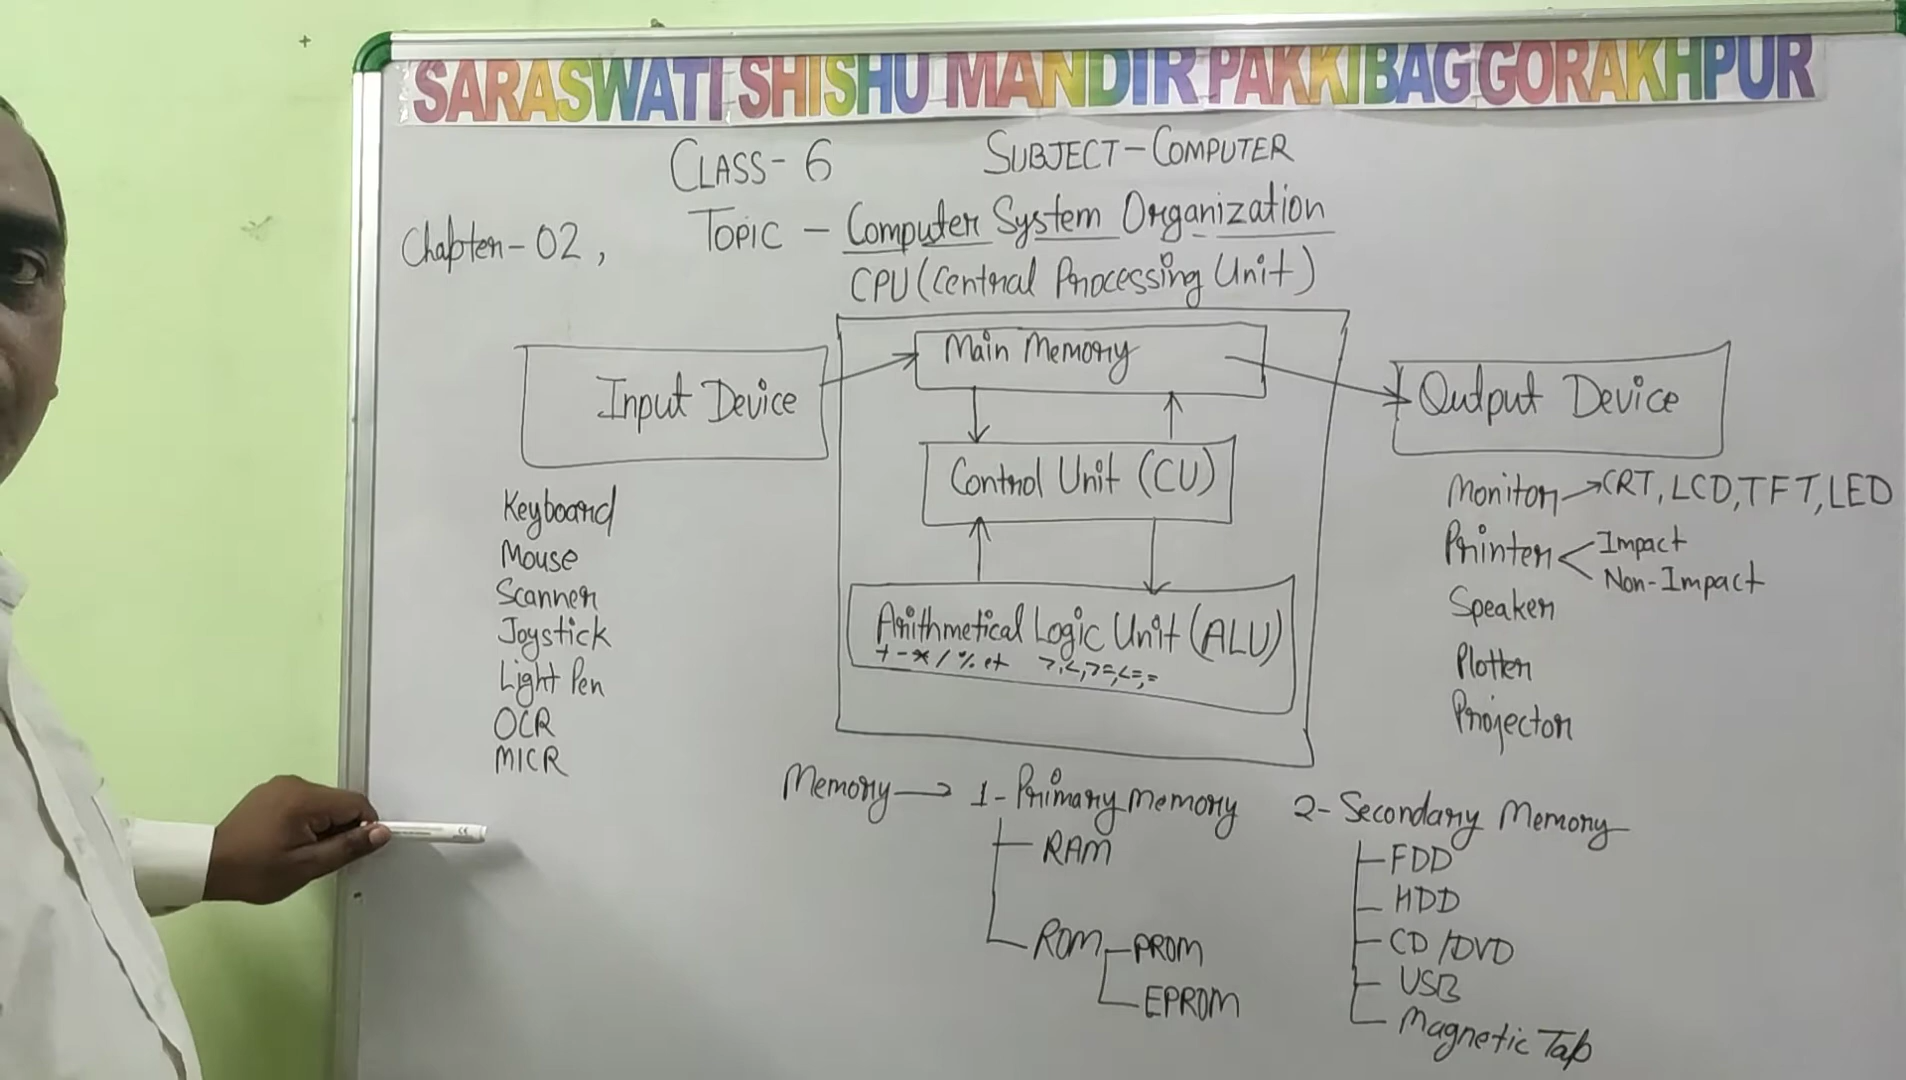 SARASWATI SHISHU MANDIR PAKKIBAG GORAKHPUR
CLASS- 6 SUBJECT-COMPUTER
Chapter-02, TOPIC - Computer System Organization
CPU (Central Processing Unit)
Input Device
Main Memory
Output Device
Control Unit (CU)
Arithmetical Logic Unit (ALU)
+ - * / % et >,<,>=,<=,=
Keyboard
Mouse
Scanner
Joystick
Light Pen
OCR
MICR
Monitor → CRT, LCD, TFT, LED
Printer < Impact
Non-Impact
Speaker
Plotter
Projector
Memory → 1- Primary Memory 2- Secondary Memory
RAM
ROM PROM
EPROM
FDD
HDD
CD /DVD
USB
Magnetic Tap